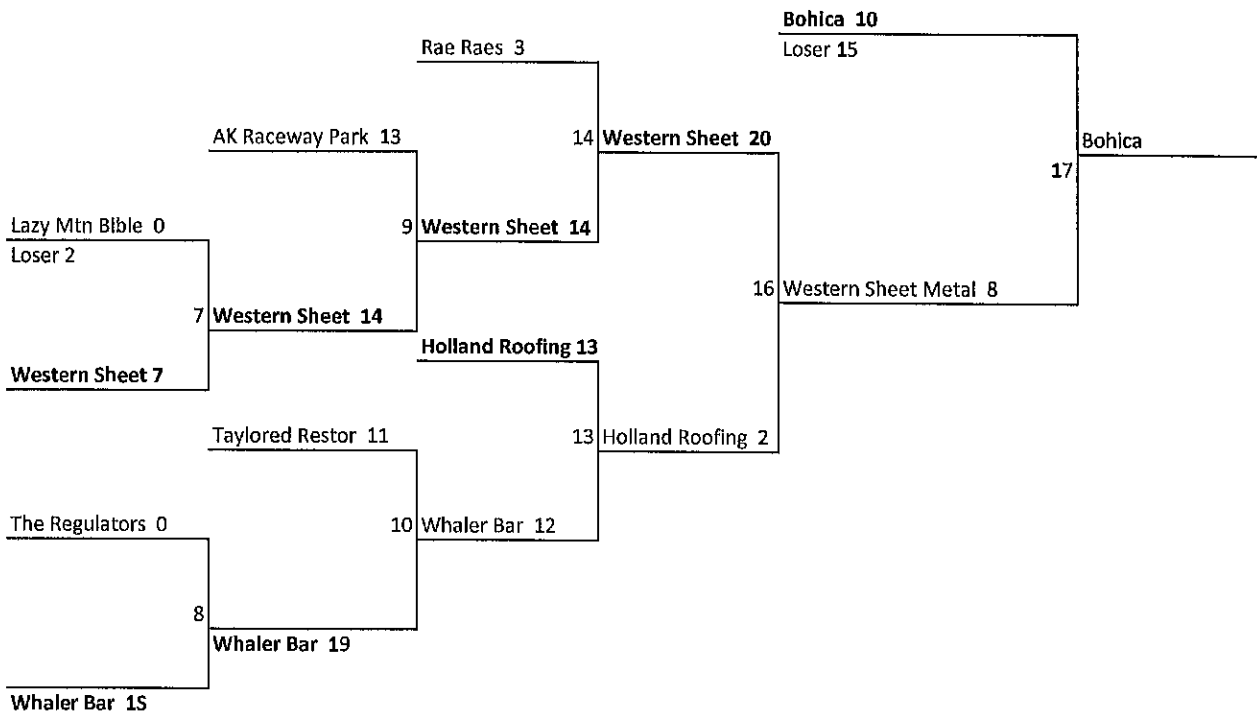 Bohica 10
Loser 15
Rae Raes 3
AK Raceway Park 13
14 Western Sheet 20
Bohica
17
Lazy Mtn Bible 0
Loser 2
9 Western Sheet 14
16 Western Sheet Metal 8
7 Western Sheet 14
Holland Roofing 13
Western Sheet 7
Taylored Restor 11
13 Holland Roofing 2
The Regulators 0
10 Whaler Bar 12
8
Whaler Bar 19
Whaler Bar 1S